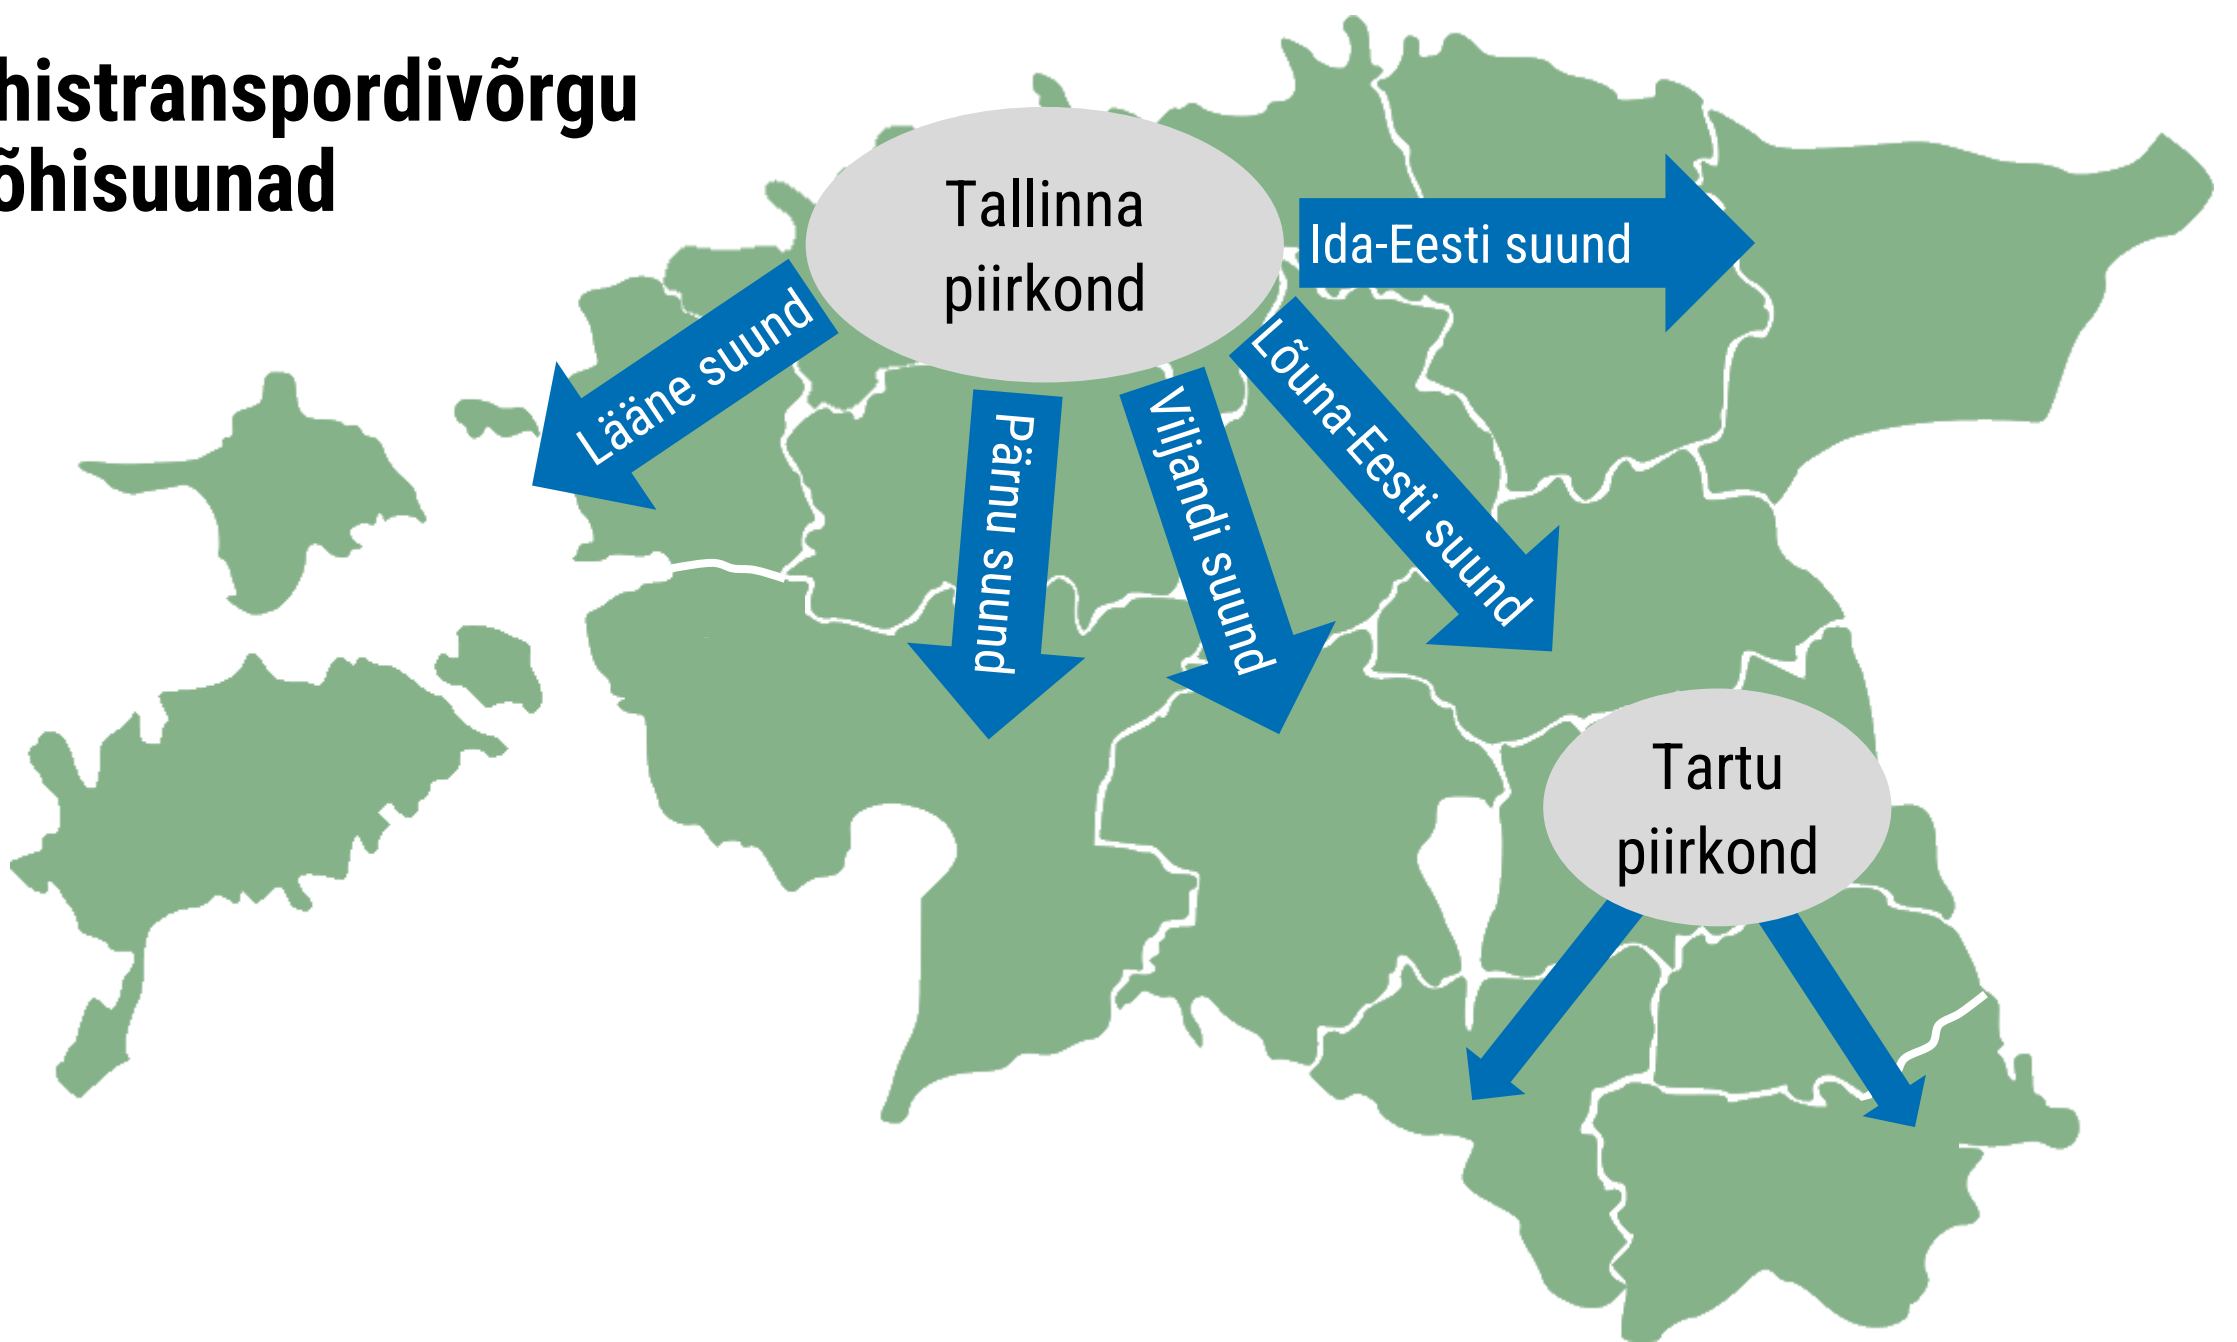 histranspordivõrgu
õhisuunad
Tallinna
piirkond
Ida-Eesti suund
Lääne suund
Pärnu suund
Viljandi suund
Lõuna-Eesti suund
Tartu
piirkond